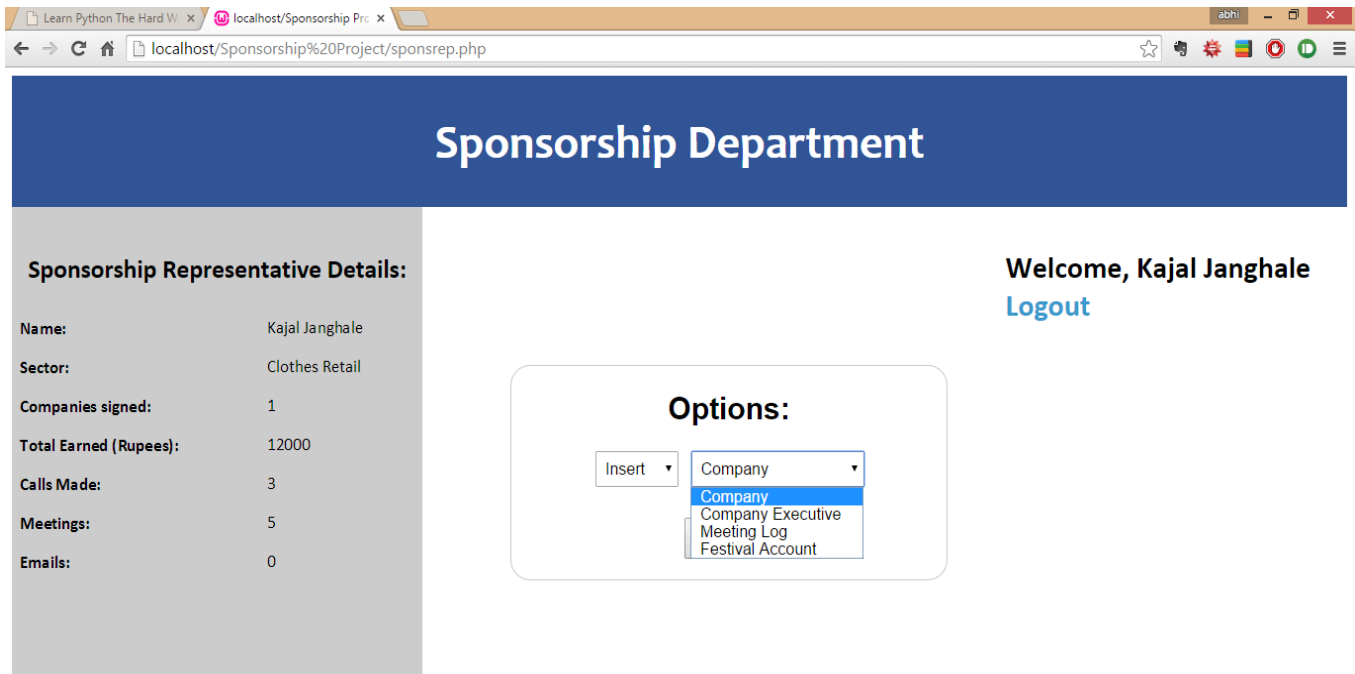 Learn Python The Hard W
localhost/Sponsorship Prc
abhi
localhost/Sponsorship%20Project/sponsrep.php
Sponsorship Department
Sponsorship Representative Details:
Name: Kajal Janghale
Sector: Clothes Retail
Companies signed: 1
Total Earned (Rupees): 12000
Calls Made: 3
Meetings: 5
Emails: 0
Welcome, Kajal Janghale
Logout
Options:
Insert Company
Company
Company Executive
Meeting Log
Festival Account